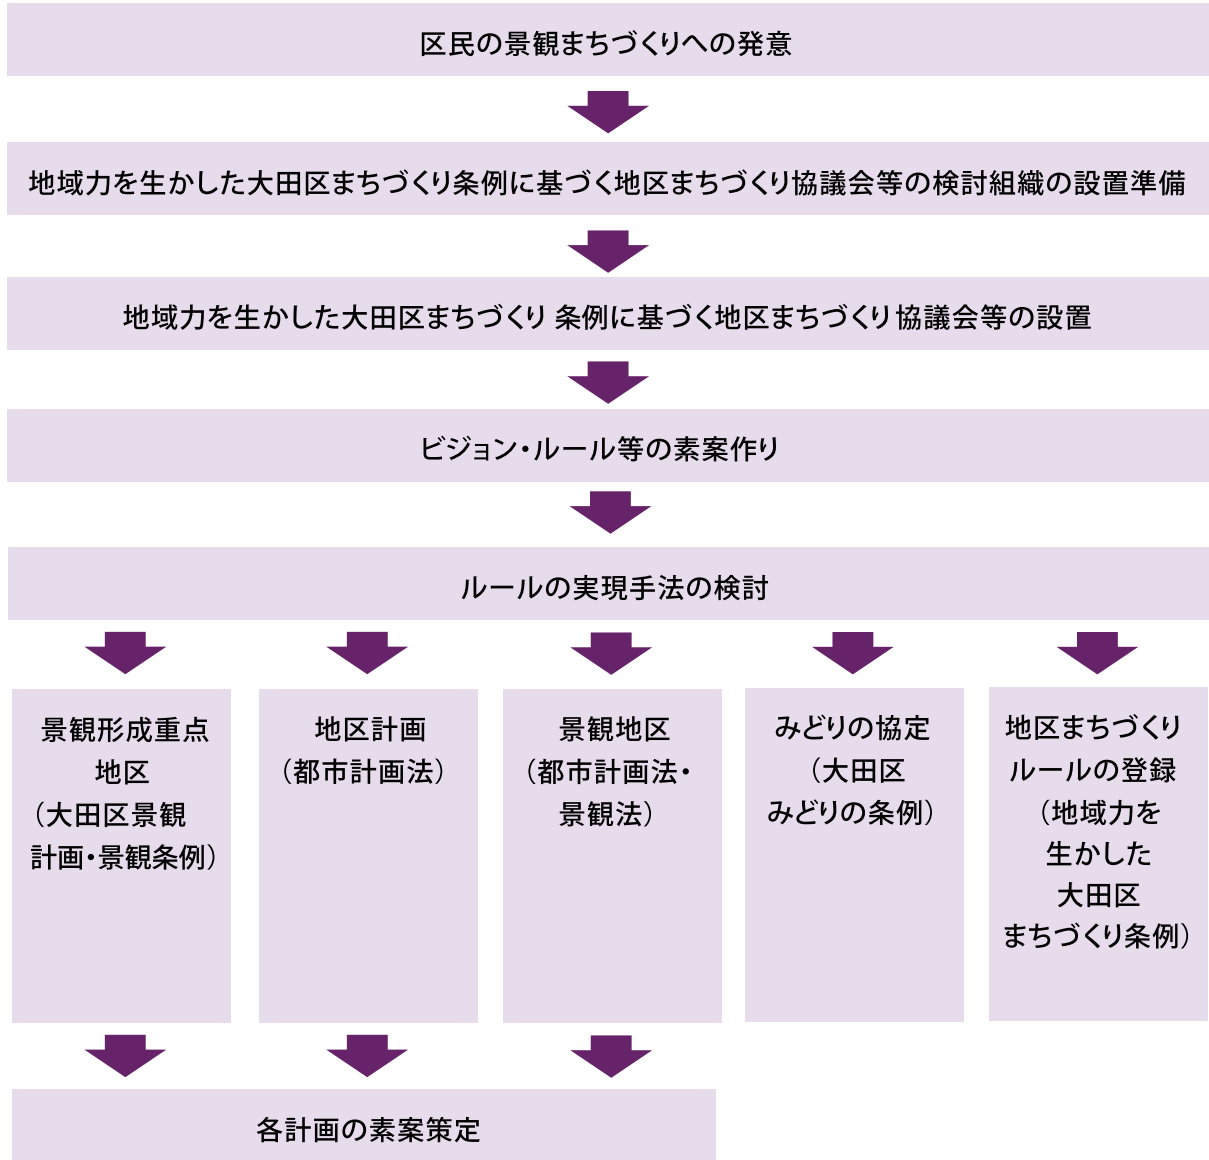 区民の景観まちづくりへの発意
地域力を生かした大田区まちづくり条例に基づく地区まちづくり協議会等の検討組織の設置準備
地域力を生かした大田区まちづくり 条例に基づく地区まちづくり協議会等の設置
ビジョン・ルール等の素案作り
ルールの実現手法の検討
景観形成重点
地区
（大田区景観
計画・景観条例）
地区計画
（都市計画法）
景観地区
（都市計画法・
景観法）
みどりの協定
（大田区
みどりの条例）
地区まちづくり
ルールの登録
（地域力を
生かした
大田区
まちづくり条例）
各計画の素案策定